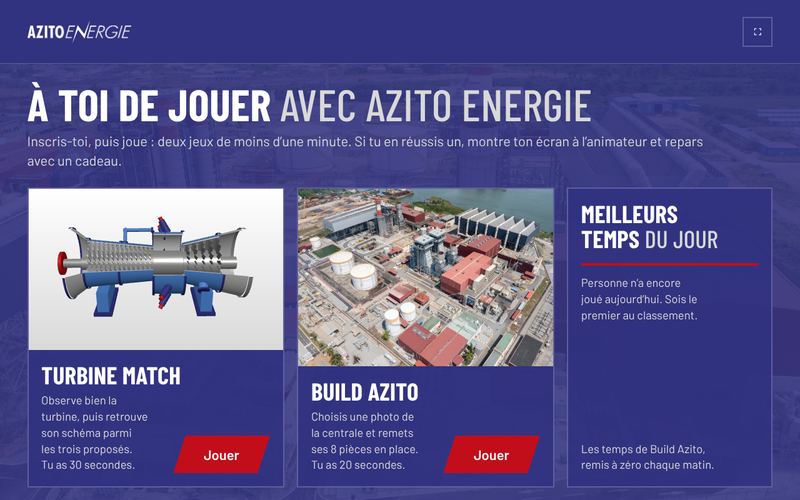 AZITO ENERGIE
À TOI DE JOUER AVEC AZITO ENERGIE
Inscris-toi, puis joue : deux jeux de moins d'une minute. Si tu en réussis un, montre ton écran à l'animateur et repars
avec un cadeau.
TURBINE MATCH
Observe bien la
turbine, puis retrouve
son schéma parmi
les trois proposés.
Tu as 30 secondes.
Jouer
BUILD AZITO
Choisis une photo de
la centrale et remets
ses 8 pièces en place.
Tu as 20 secondes.
Jouer
MEILLEURS
TEMPS DU JOUR
Personne n'a encore
joué aujourd'hui. Sois le
premier au classement.
Les temps de Build Azito,
remis à zéro chaque matin.